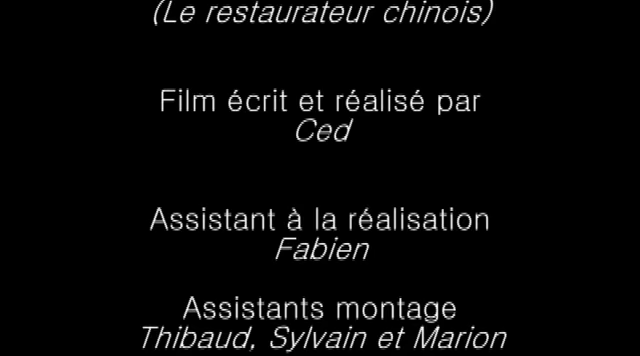 (Le restaurateur chinois)
Film écrit et réalisé par
Ced
Assistant à la réalisation
Fabien
Assistants montage
Thibaud, Sylvain et Marion